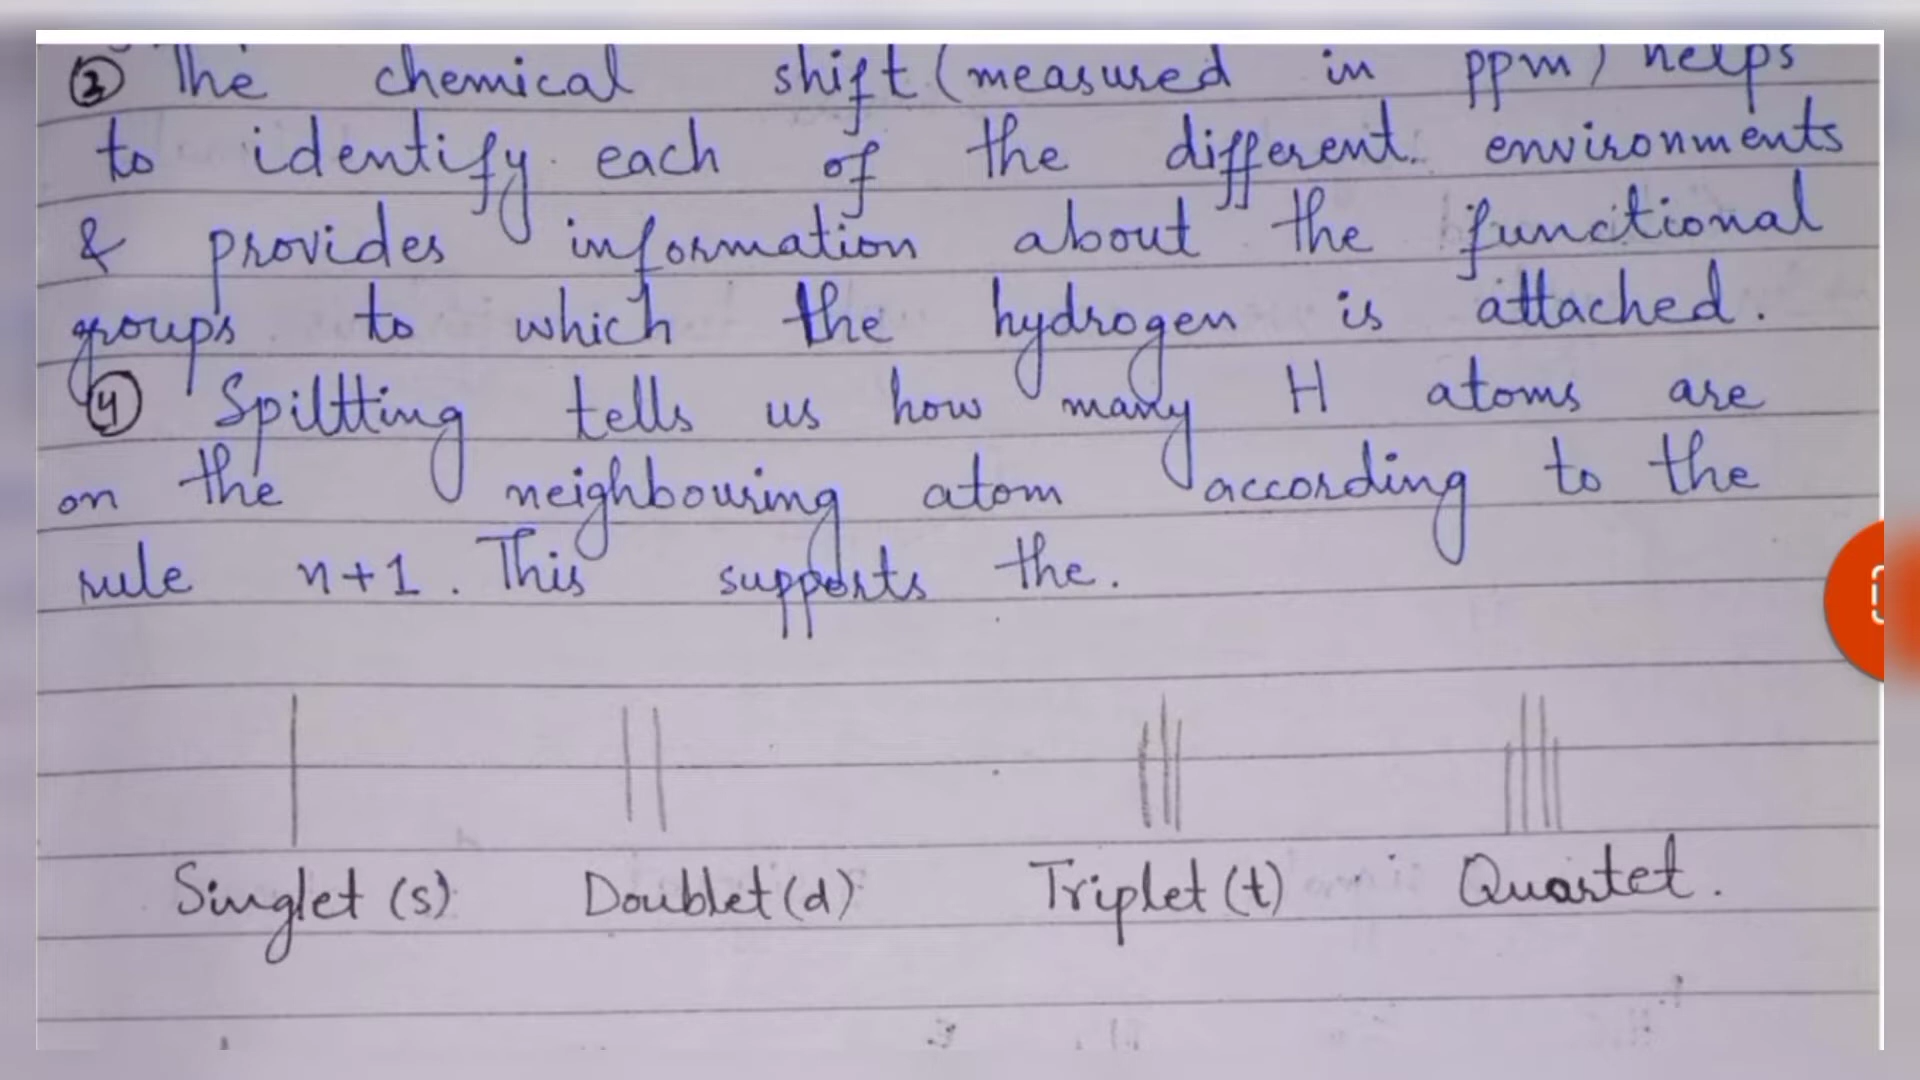 ③ The chemical shift (measured in ppm) helps
to identify each of the different environments
& provides information about the functional
groups to which the hydrogen is attached.
④ Spiltting tells us how many H atoms are
on the neighbouring atom according to the
rule n+1. This supports the.
Singlet (s) Doublet (d) Triplet (t) Quartet.